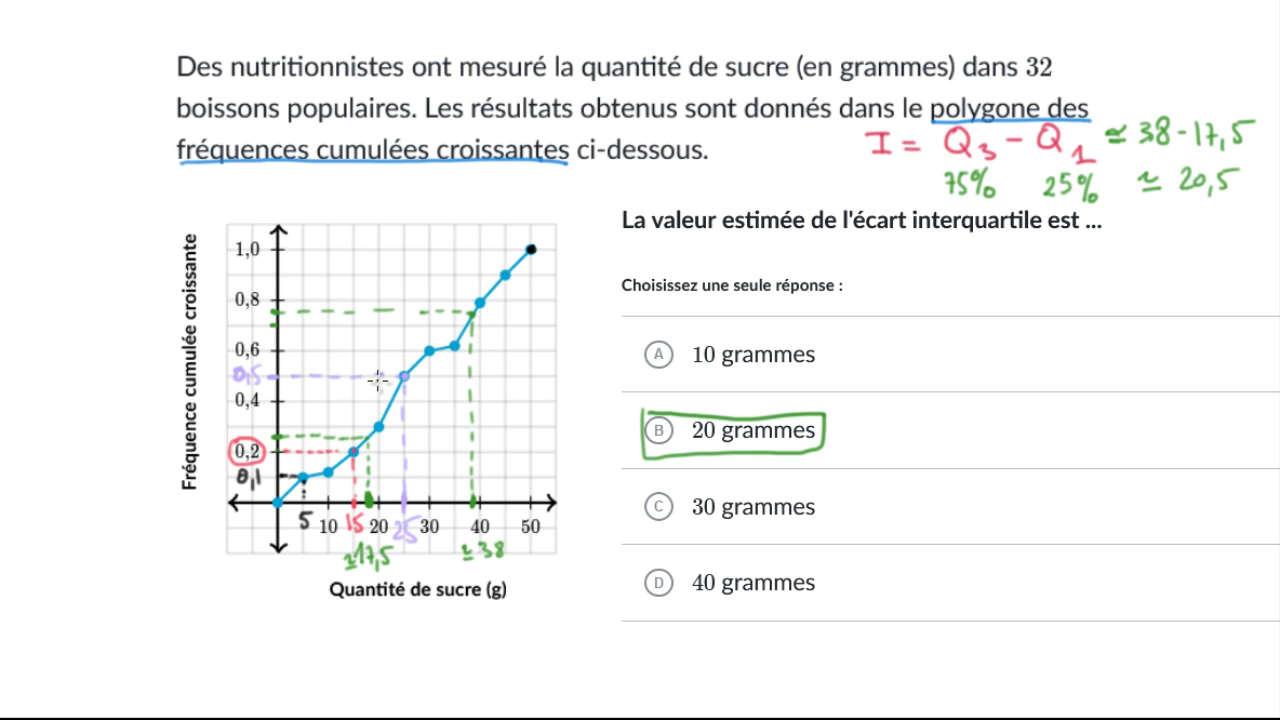 Des nutritionnistes ont mesuré la quantité de sucre (en grammes) dans 32
boissons populaires. Les résultats obtenus sont donnés dans le polygone des
fréquences cumulées croissantes ci-dessous.
I = Q3 - Q1 ≃ 38-17,5
75% 25% ≃ 20,5
La valeur estimée de l'écart interquartile est ...
Choisissez une seule réponse :
A 10 grammes
B 20 grammes
C 30 grammes
D 40 grammes
Fréquence cumulée croissante
1,0
0,8
0,6
0,5
0,4
0,2
0,1
5 10 15 20 25 30 40 50
≃17,5 ≃38
Quantité de sucre (g)